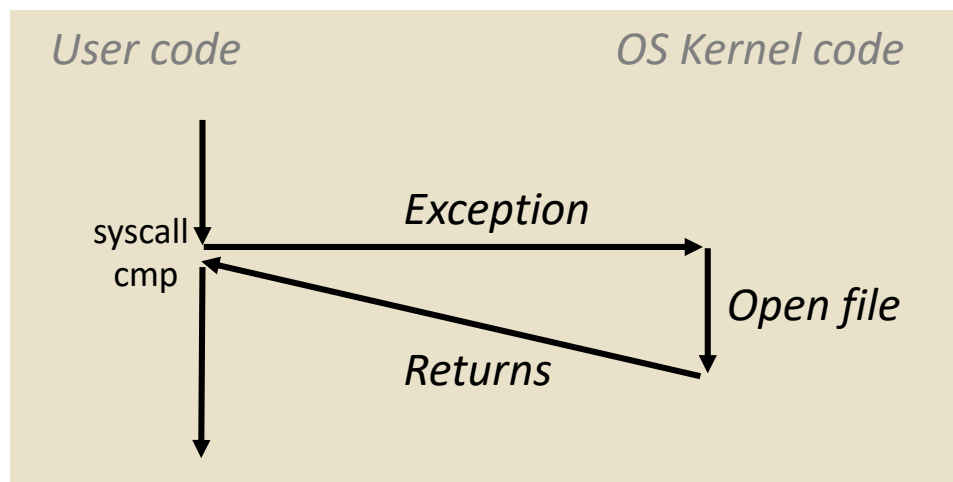 User code
OS Kernel code
Exception
syscall
cmp
Open file
Returns